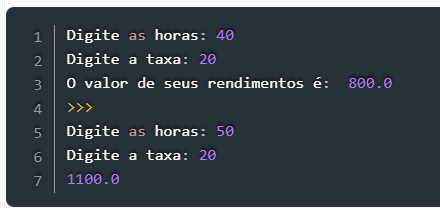 1 Digite as horas: 40
2 Digite a taxa: 20
3 O valor de seus rendimentos é:  800.0
4 >>>
5 Digite as horas: 50
6 Digite a taxa: 20
7 1100.0